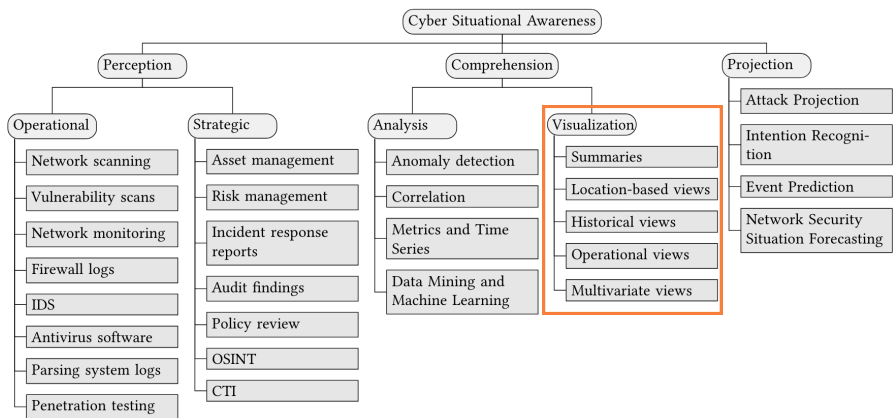 Cyber Situational Awareness
Perception
Comprehension
Projection
Operational
Network scanning
Vulnerability scans
Network monitoring
Firewall logs
IDS
Antivirus software
Parsing system logs
Penetration testing
Strategic
Asset management
Risk management
Incident response
reports
Audit findings
Policy review
OSINT
CTI
Analysis
Anomaly detection
Correlation
Metrics and Time
Series
Data Mining and
Machine Learning
Visualization
Summaries
Location-based views
Historical views
Operational views
Multivariate views
Attack Projection
Intention Recogni-
tion
Event Prediction
Network Security
Situation Forecasting